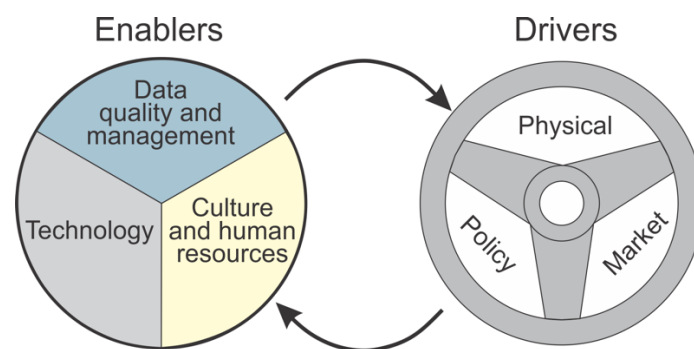 Enablers
Drivers
Data
quality and
management
Technology
Culture
and human
resources
Physical
Policy
Market